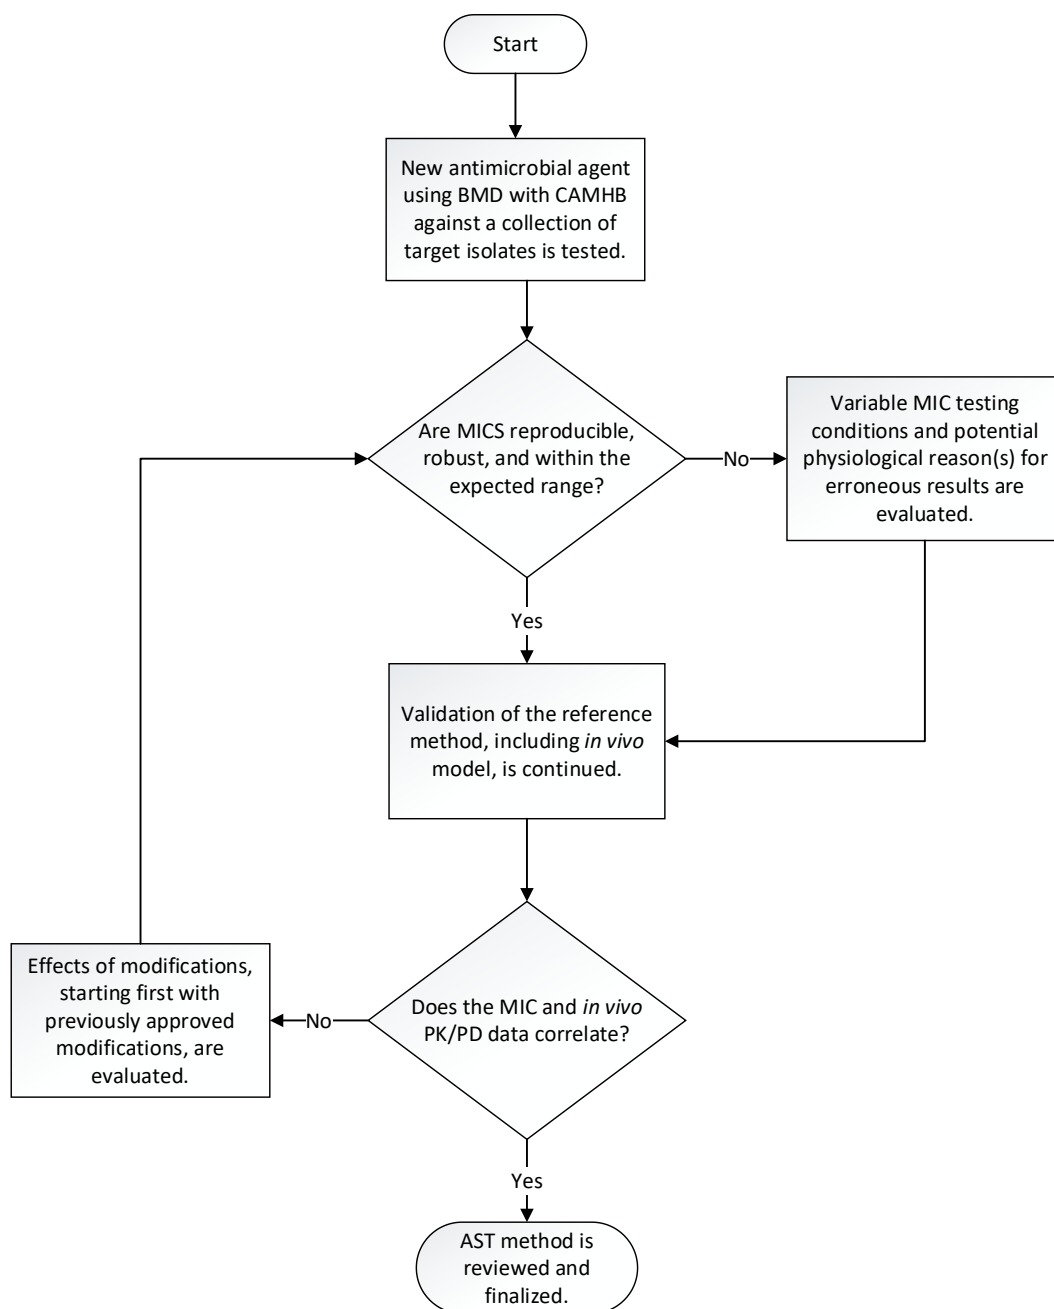 Start
New antimicrobial agent
using BMD with CAMHB
against a collection of
target isolates is tested.
Are MICS reproducible,
robust, and within the
expected range?
No
Variable MIC testing
conditions and potential
physiological reason(s) for
erroneous results are
evaluated.
Yes
Validation of the reference
method, including in vivo
model, is continued.
Does the MIC and in vivo
PK/PD data correlate?
No
Effects of modifications,
starting first with
previously approved
modifications, are
evaluated.
Yes
AST method is
reviewed and
finalized.